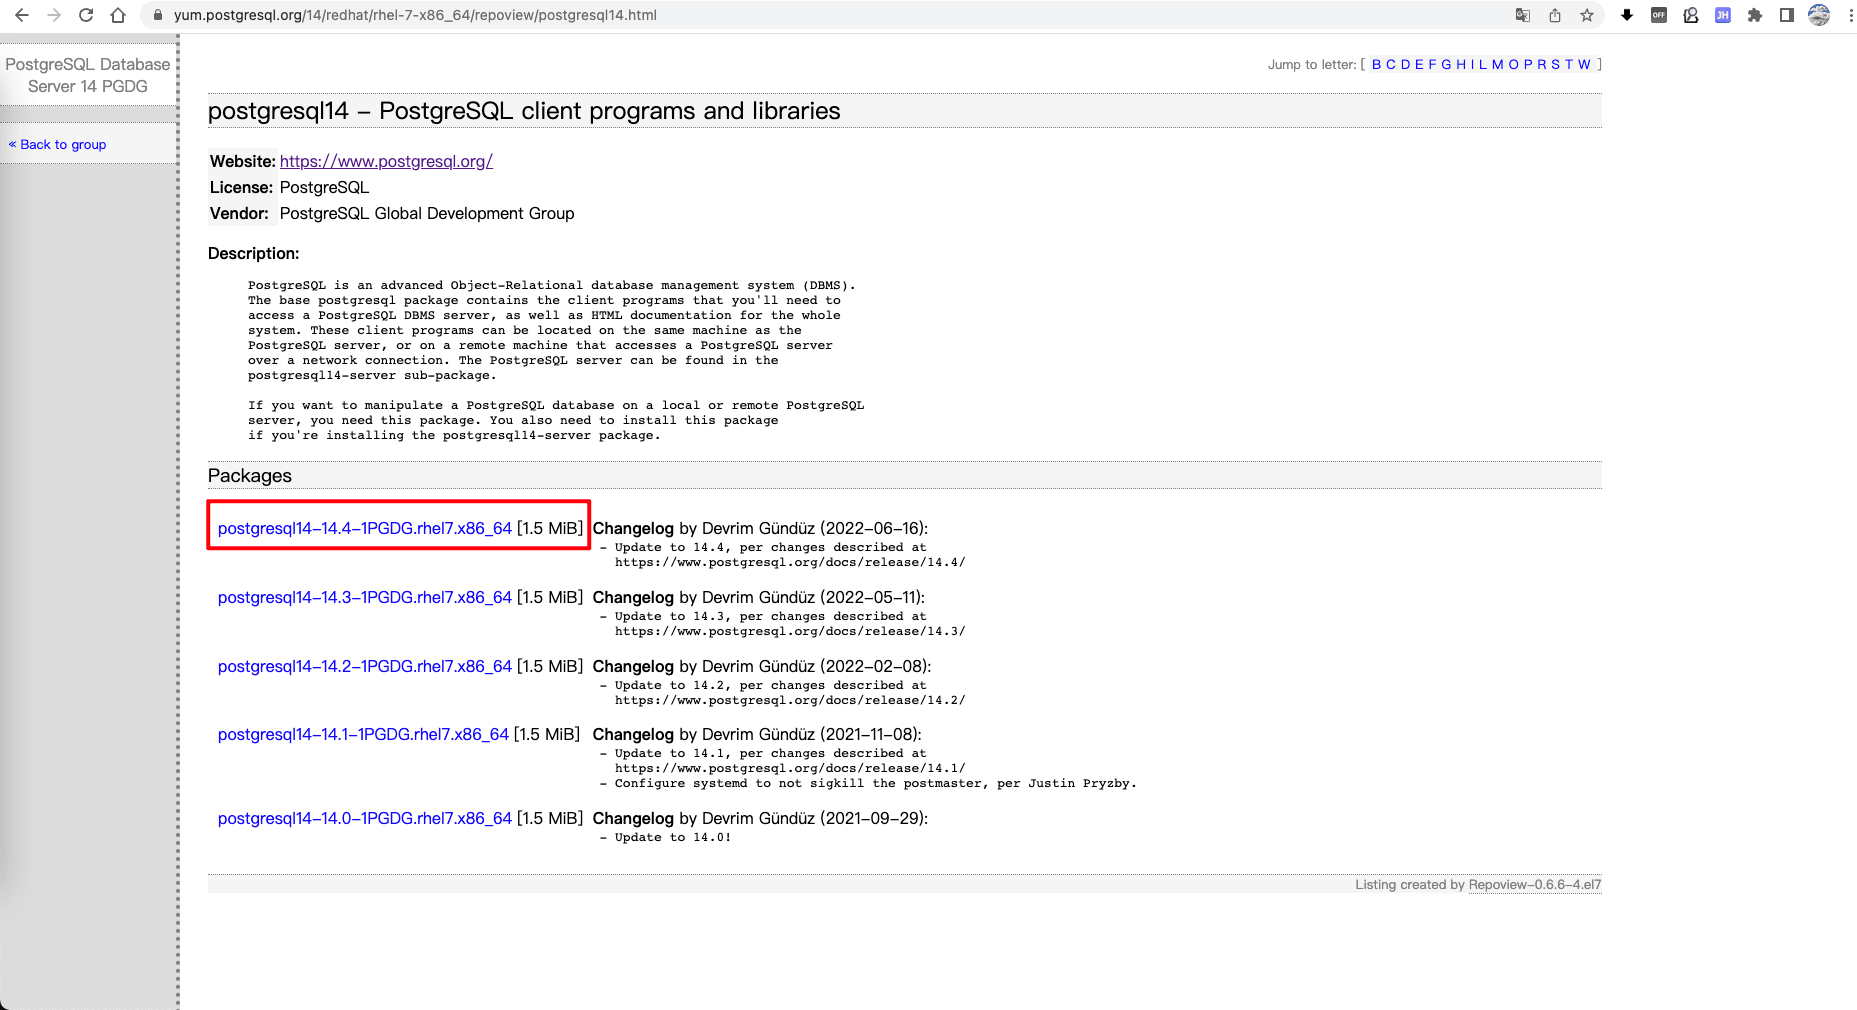 yum.postgresql.org/14/redhat/rhel-7-x86_64/repoview/postgresql14.html
OFF
JH
PostgreSQL Database
Server 14 PGDG
« Back to group
Jump to letter: [ B C D E F G H I L M O P R S T W ]
postgresql14 – PostgreSQL client programs and libraries
Website: https://www.postgresql.org/
License: PostgreSQL
Vendor: PostgreSQL Global Development Group
Description:
PostgreSQL is an advanced Object-Relational database management system (DBMS).
The base postgresql package contains the client programs that you'll need to
access a PostgreSQL DBMS server, as well as HTML documentation for the whole
system. These client programs can be located on the same machine as the
PostgreSQL server, or on a remote machine that accesses a PostgreSQL server
over a network connection. The PostgreSQL server can be found in the
postgresql14-server sub-package.
If you want to manipulate a PostgreSQL database on a local or remote PostgreSQL
server, you need this package. You also need to install this package
if you're installing the postgresql14-server package.
Packages
postgresql14-14.4-1PGDG.rhel7.x86_64 [1.5 MiB] Changelog by Devrim Gündüz (2022-06-16):
- Update to 14.4, per changes described at
https://www.postgresql.org/docs/release/14.4/
postgresql14-14.3-1PGDG.rhel7.x86_64 [1.5 MiB] Changelog by Devrim Gündüz (2022-05-11):
- Update to 14.3, per changes described at
https://www.postgresql.org/docs/release/14.3/
postgresql14-14.2-1PGDG.rhel7.x86_64 [1.5 MiB] Changelog by Devrim Gündüz (2022-02-08):
- Update to 14.2, per changes described at
https://www.postgresql.org/docs/release/14.2/
postgresql14-14.1-1PGDG.rhel7.x86_64 [1.5 MiB] Changelog by Devrim Gündüz (2021-11-08):
- Update to 14.1, per changes described at
https://www.postgresql.org/docs/release/14.1/
- Configure systemd to not sigkill the postmaster, per Justin Pryzby.
postgresql14-14.0-1PGDG.rhel7.x86_64 [1.5 MiB] Changelog by Devrim Gündüz (2021-09-29):
- Update to 14.0!
Listing created by Repoview-0.6.6-4.el7